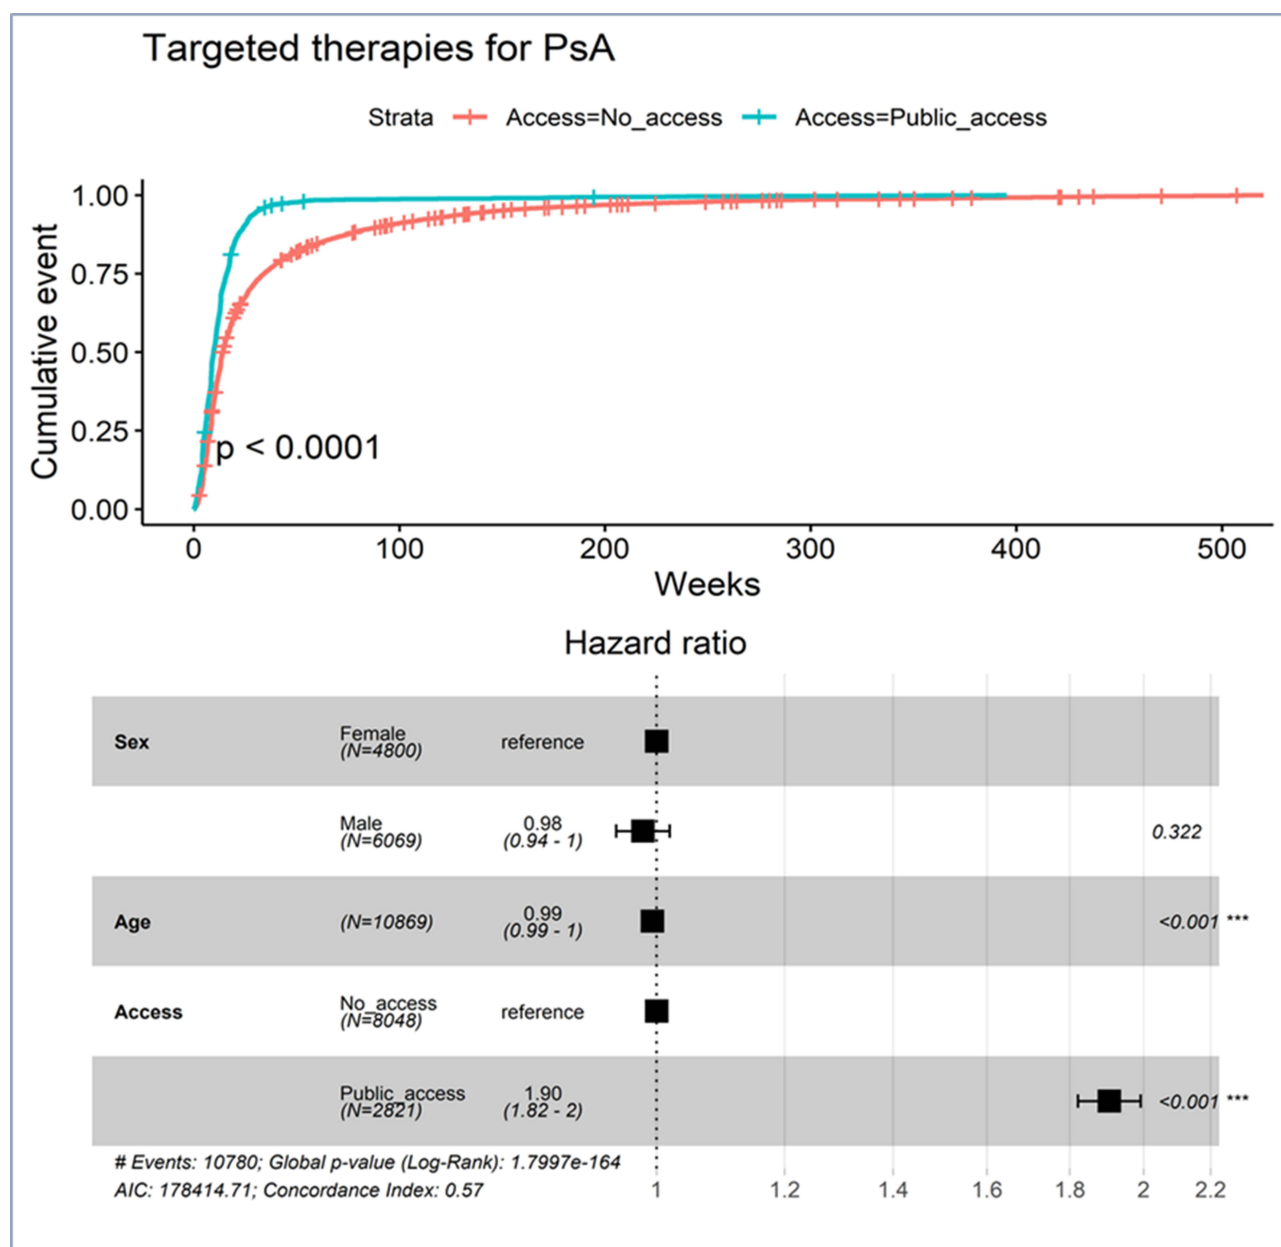 Targeted therapies for PsA
Strata Access=No_access Access=Public_access
Cumulative event
1.00
0.75
0.50
0.25
0.00
p < 0.0001
0 100 200 300 400 500
Weeks
Hazard ratio
Sex Female (N=4800) reference
Male (N=6069) 0.98 (0.94 - 1) 0.322
Age (N=10869) 0.99 (0.99 - 1) <0.001 ***
Access No_access (N=8048) reference
Public_access (N=2821) 1.90 (1.82 - 2) <0.001 ***
# Events: 10780; Global p-value (Log-Rank): 1.7997e-164
AIC: 178414.71; Concordance Index: 0.57
1 1.2 1.4 1.6 1.8 2 2.2